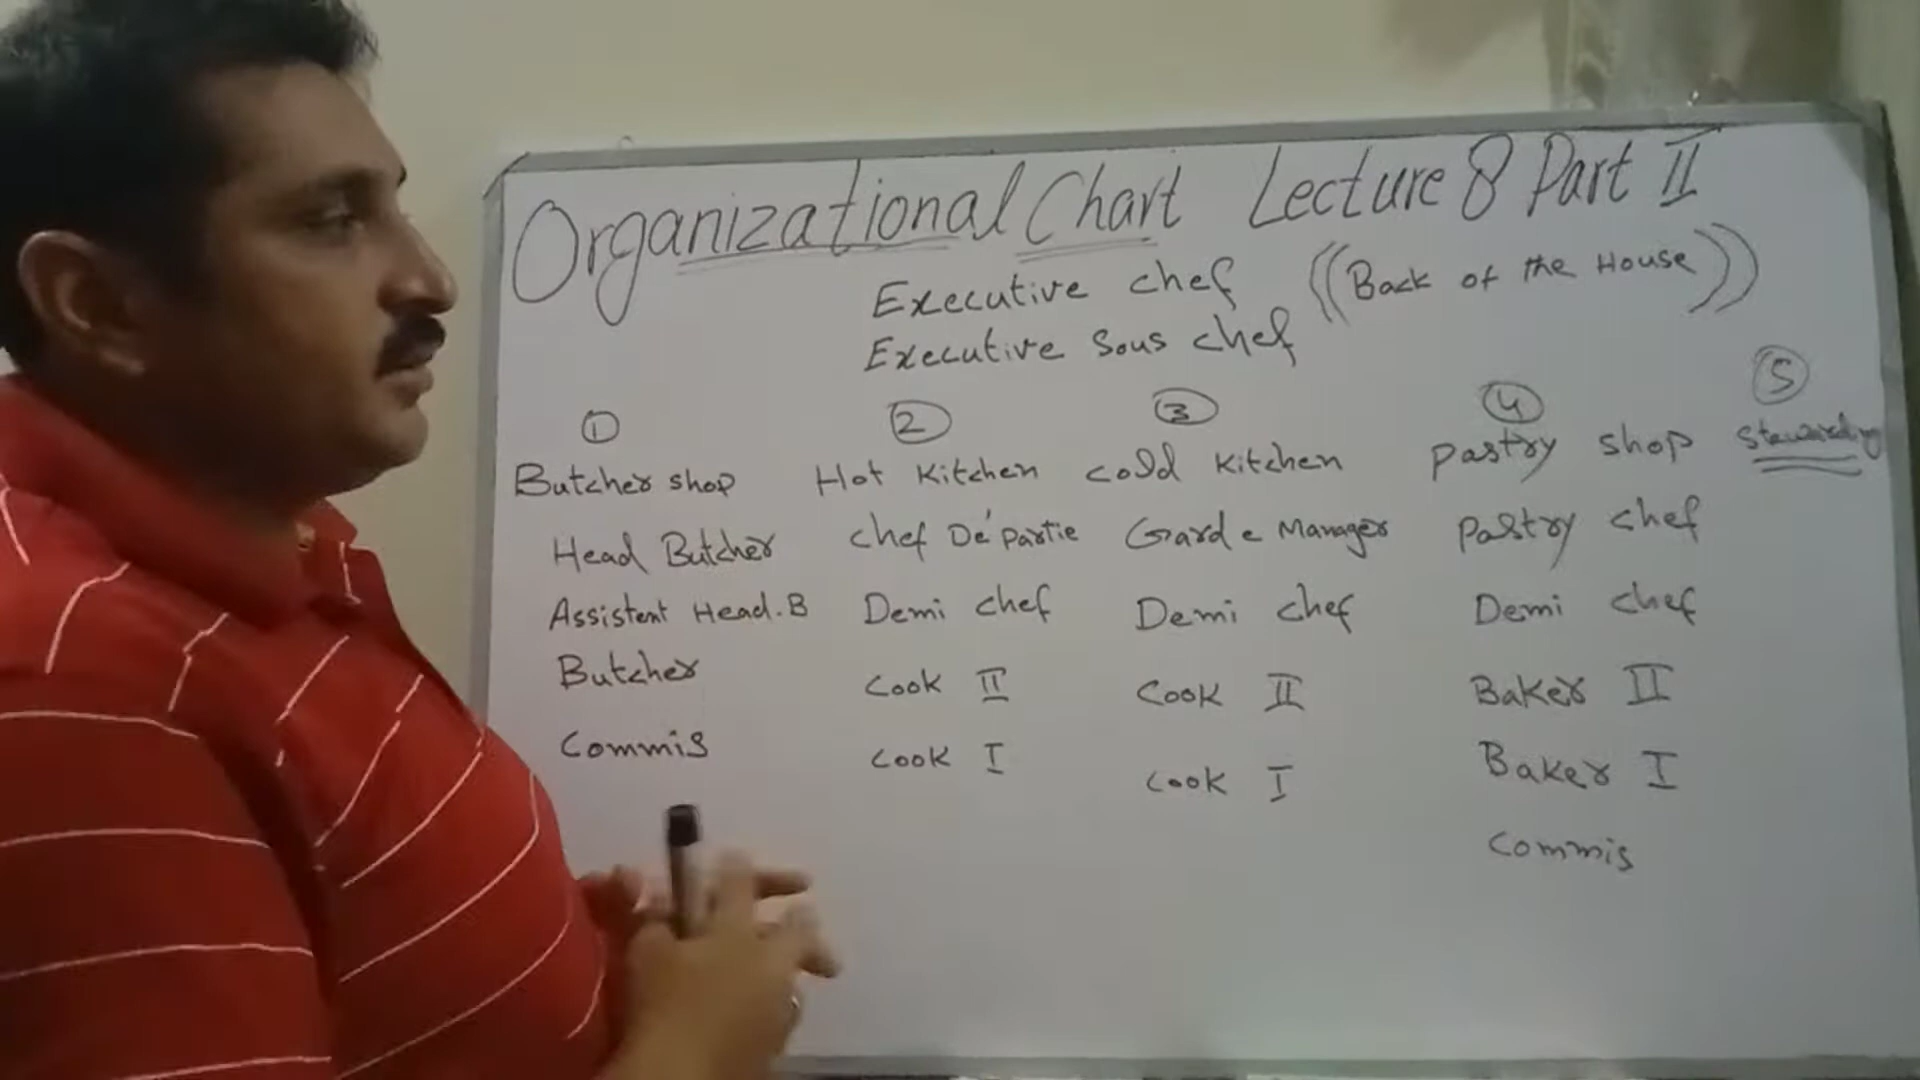 Organizational Chart Lecture 8 Part II
Executive chef ((Back of the House))
Executive Sous chef
1 2 3 4 5
Butcher shop Hot Kitchen cold Kitchen pastry shop Stewarding
Head Butcher chef De'partie Garde Manager pastry chef
Assistent Head.B Demi chef Demi chef Demi chef
Butcher Cook II Cook II Baker II
Commis Cook I Cook I Baker I
Commis